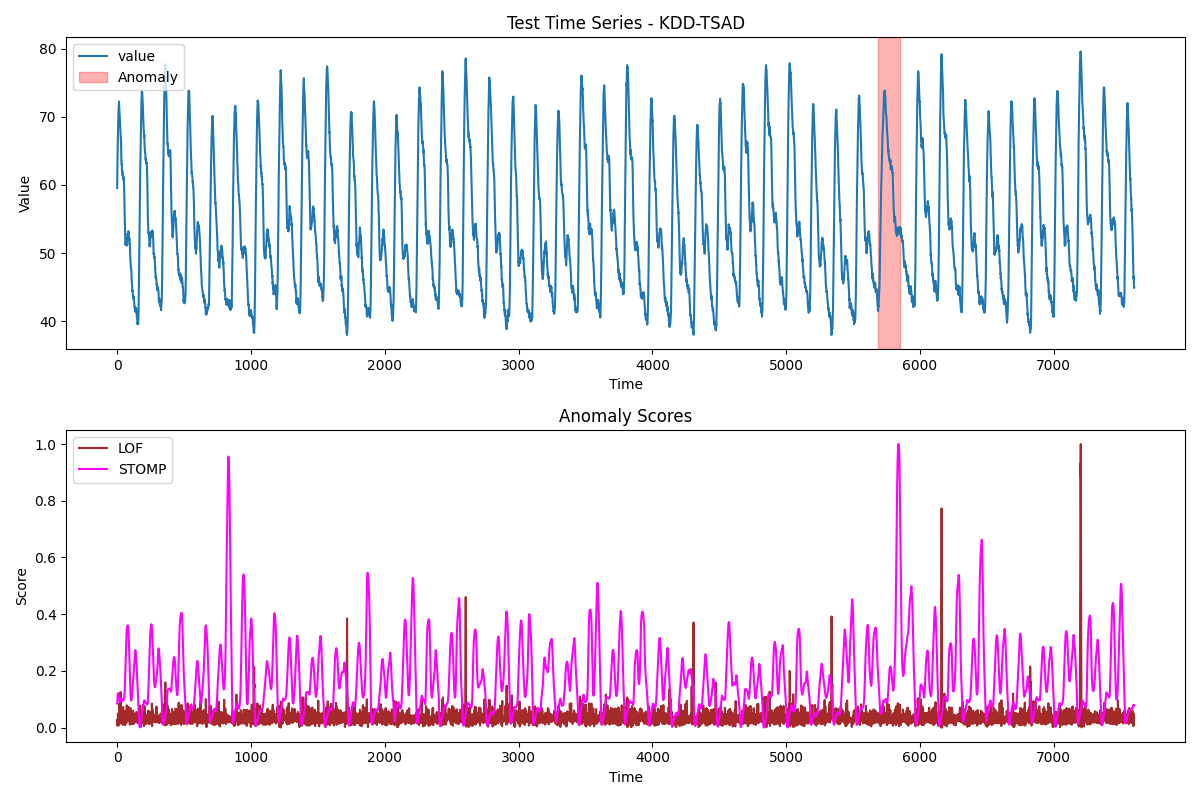 Test Time Series - KDD-TSAD
value
Anomaly
80
70
60
50
40
Value
0 1000 2000 3000 4000 5000 6000 7000
Time
Anomaly Scores
LOF
STOMP
1.0
0.8
0.6
0.4
0.2
0.0
Score
0 1000 2000 3000 4000 5000 6000 7000
Time